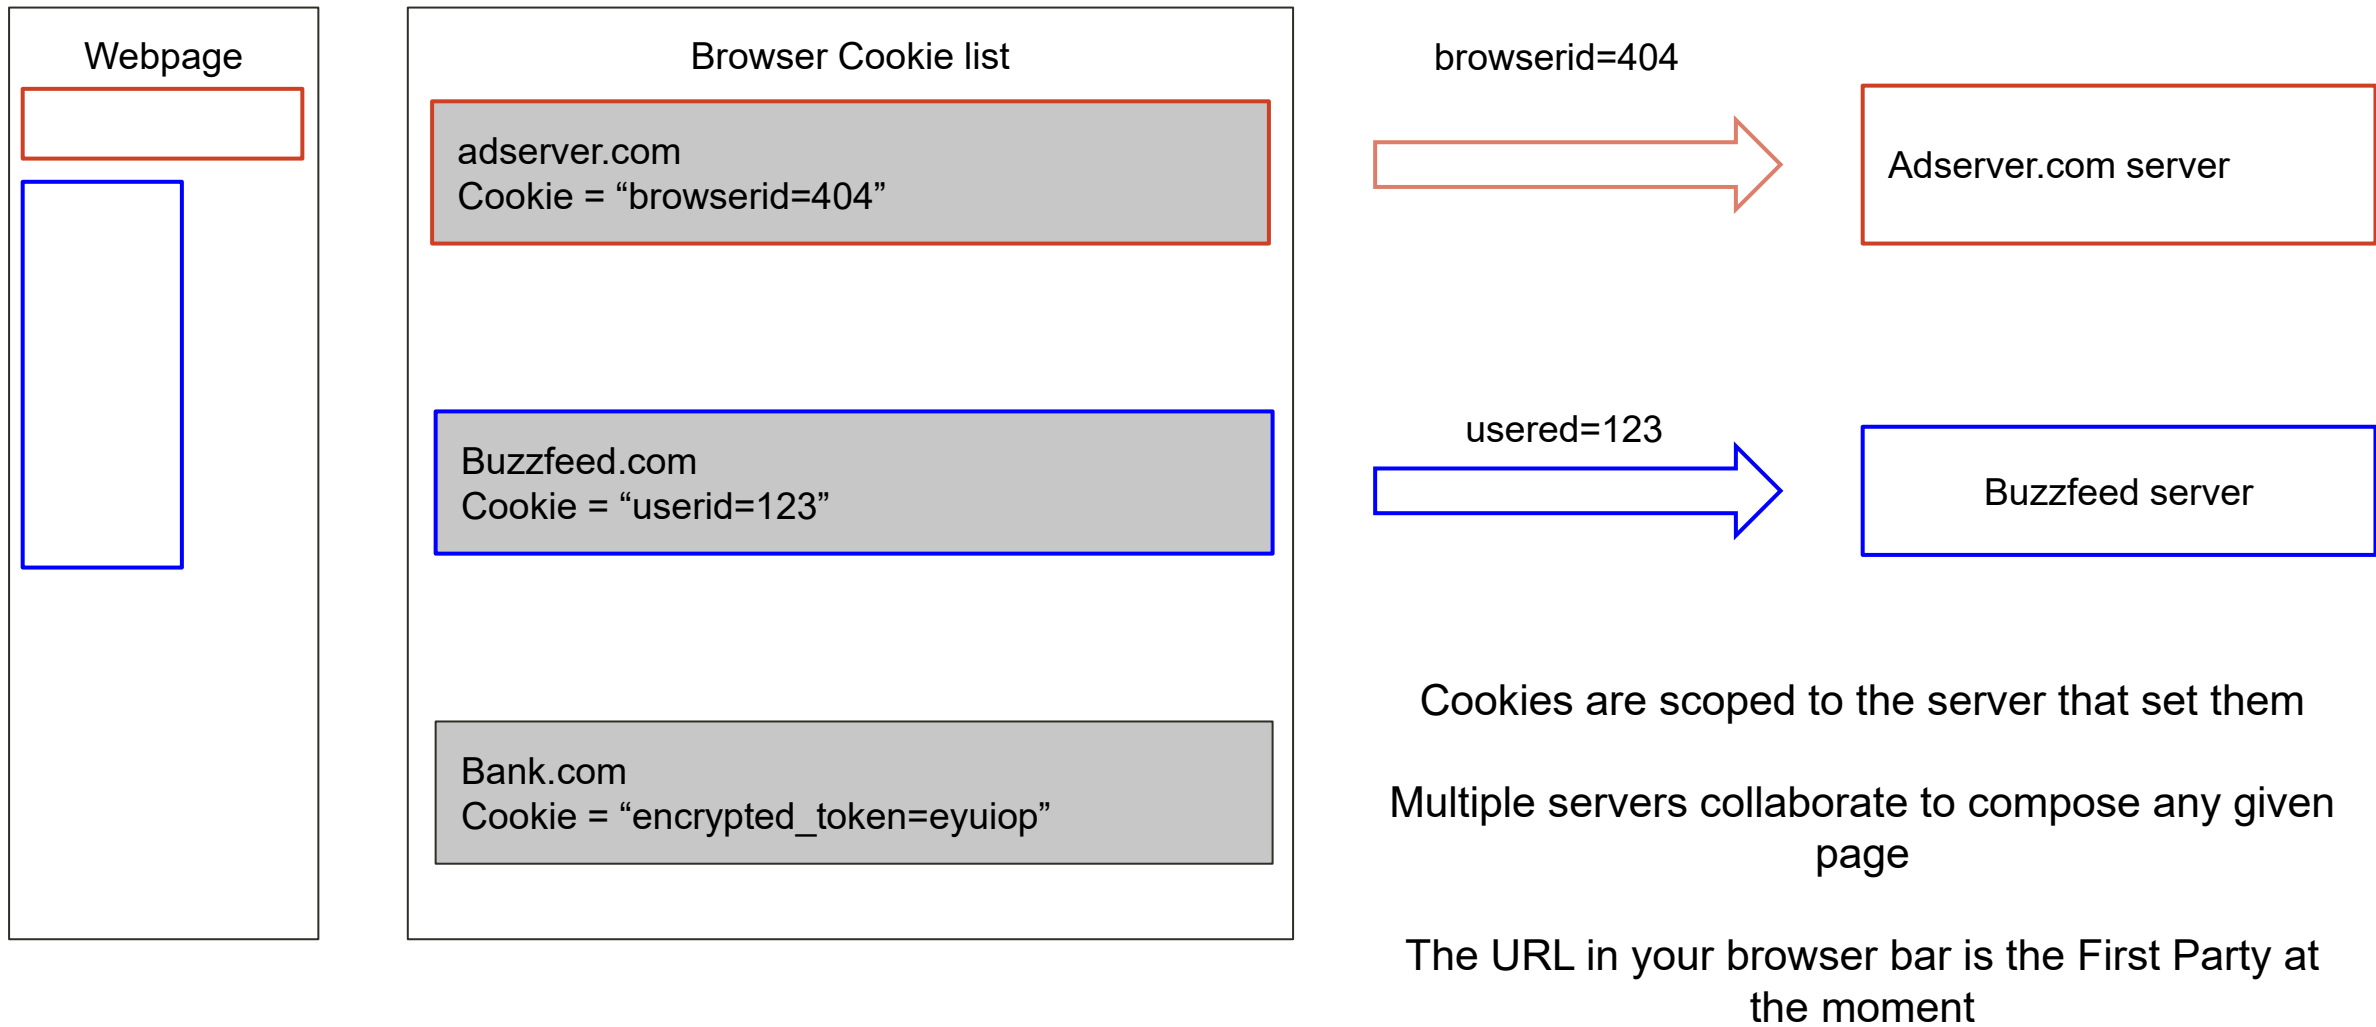 Webpage
Browser Cookie list
adserver.com
Cookie = “browserid=404”
Buzzfeed.com
Cookie = “userid=123”
Bank.com
Cookie = “encrypted_token=eyuiop”
browserid=404
Adserver.com server
usered=123
Buzzfeed server
Cookies are scoped to the server that set them
Multiple servers collaborate to compose any given
page
The URL in your browser bar is the First Party at
the moment